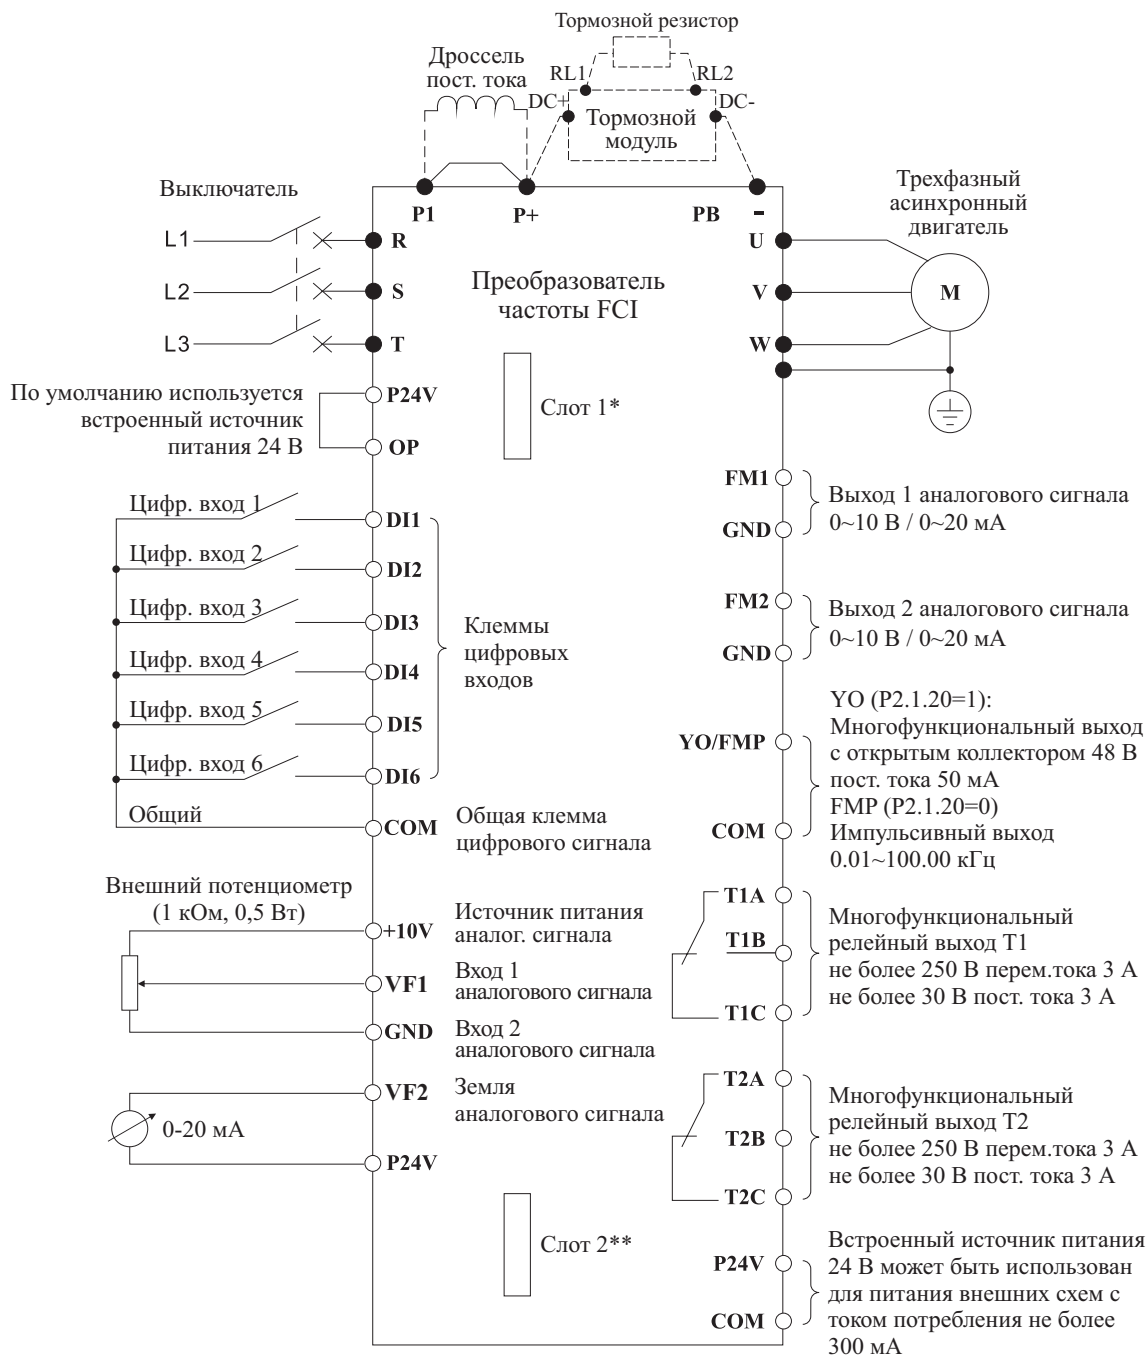 Тормозной резистор
Дроссель
пост. тока
RL1
RL2
DC+
DC-
Тормозной
модуль
Выключатель
P1
P+
PB
-
Трехфазный
асинхронный
двигатель
L1
R
U
L2
S
V
M
L3
T
W
Преобразователь
частоты FCI
По умолчанию используется
встроенный источник
питания 24 В
P24V
OP
Слот 1*
Цифр. вход 1
DI1
Цифр. вход 2
DI2
Цифр. вход 3
DI3
Цифр. вход 4
DI4
Цифр. вход 5
DI5
Цифр. вход 6
DI6
Клеммы
цифровых
входов
Общий
COM
Общая клемма
цифрового сигнала
FM1
GND
Выход 1 аналогового сигнала
0~10 В / 0~20 мА
FM2
GND
Выход 2 аналогового сигнала
0~10 В / 0~20 мА
YO/FMP
COM
YO (P2.1.20=1):
Многофункциональный выход
с открытым коллектором 48 В
пост. тока 50 мА
FMP (P2.1.20=0)
Импульсивный выход
0.01~100.00 кГц
Внешний потенциометр
(1 кОм, 0,5 Вт)
+10V
Источник питания
аналог. сигнала
VF1
Вход 1
аналогового сигнала
GND
Вход 2
аналогового сигнала
VF2
Земля
аналогового сигнала
0-20 мА
P24V
T1A
T1B
T1C
Многофункциональный
релейный выход T1
не более 250 В перем.тока 3 А
не более 30 В пост. тока 3 А
T2A
T2B
T2C
Многофункциональный
релейный выход T2
не более 250 В перем.тока 3 А
не более 30 В пост. тока 3 А
Слот 2**
P24V
COM
Встроенный источник питания
24 В может быть использован
для питания внешних схем с
током потребления не более
300 мА